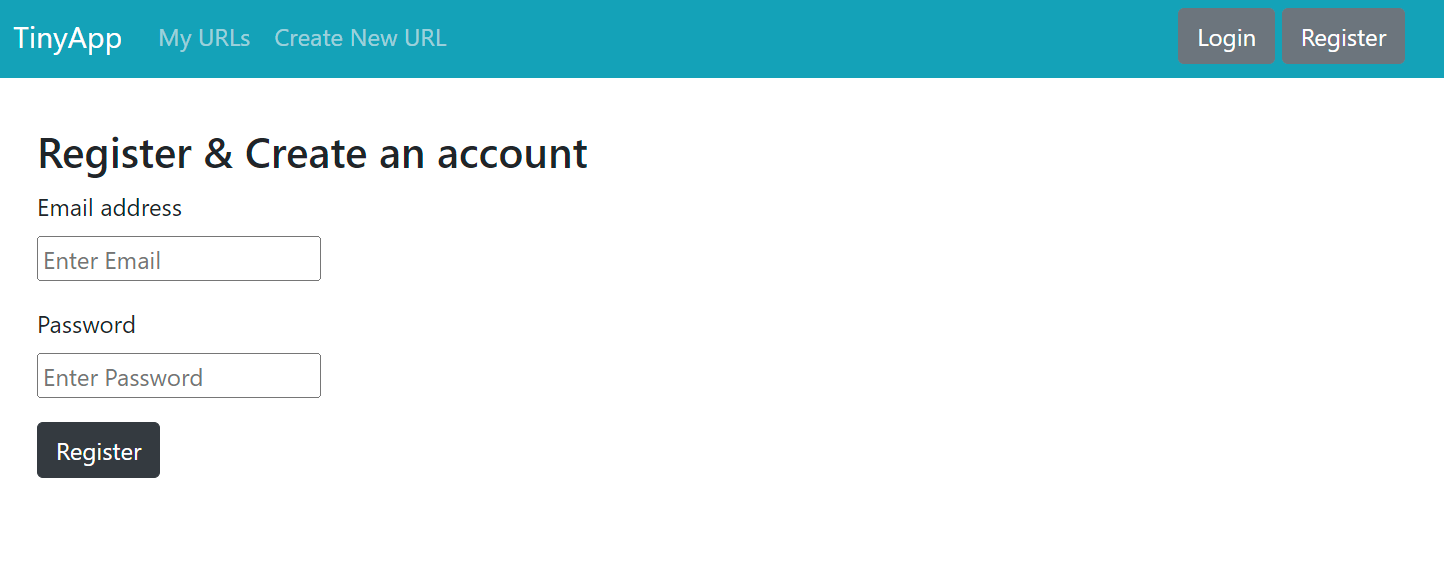 TinyApp My URLs Create New URL Login Register
Register & Create an account
Email address
Enter Email
Password
Enter Password
Register